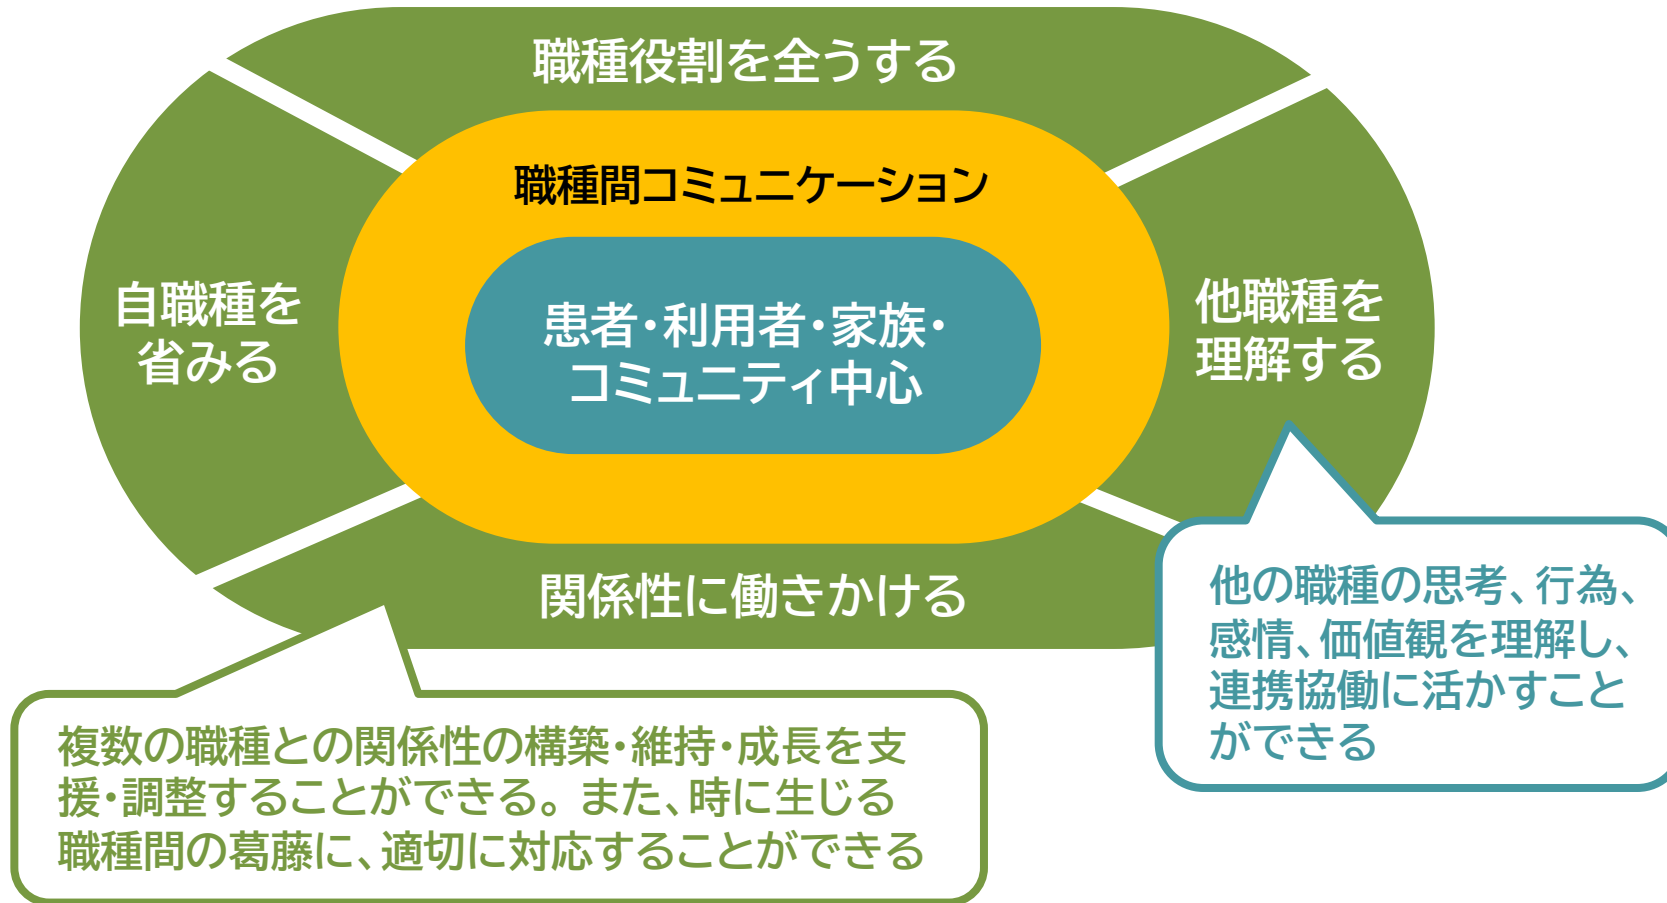 職種役割を全うする
職種間コミュニケーション
自職種を
省みる
患者・利用者・家族・
コミュニティ中心
他職種を
理解する
関係性に働きかける
他の職種の思考、行為、
感情、価値観を理解し、
連携協働に活かすこと
ができる
複数の職種との関係性の構築・維持・成長を支
援・調整することができる。また、時に生じる
職種間の葛藤に、適切に対応することができる